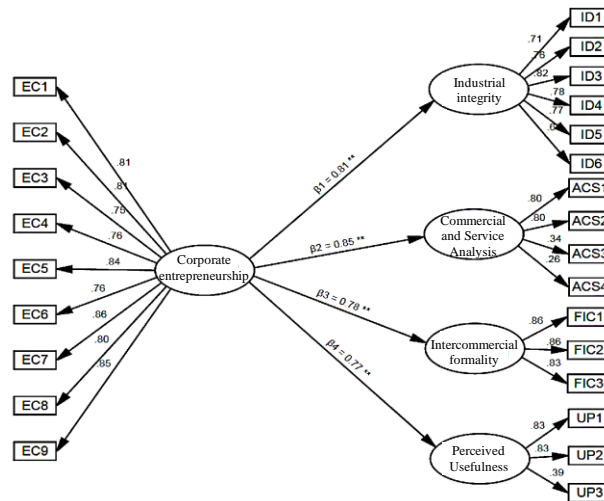 EC1
EC2
EC3
EC4
EC5
EC6
EC7
EC8
EC9
.81
.81
.75
.76
.84
.76
.86
.80
.85
Corporate
entrepreneurship
β1 = 0.81 **
β2 = 0.85 **
β3 = 0.78 **
β4 = 0.77 **
Industrial
integrity
.71
.78
.82
.78
.77
ID1
ID2
ID3
ID4
ID5
ID6
Commercial
and Service
Analysis
.80
.80
.34
.26
ACS1
ACS2
ACS3
ACS4
Intercommercial
formality
.86
.86
.83
FIC1
FIC2
FIC3
Perceived
Usefulness
.83
.83
.39
UP1
UP2
UP3